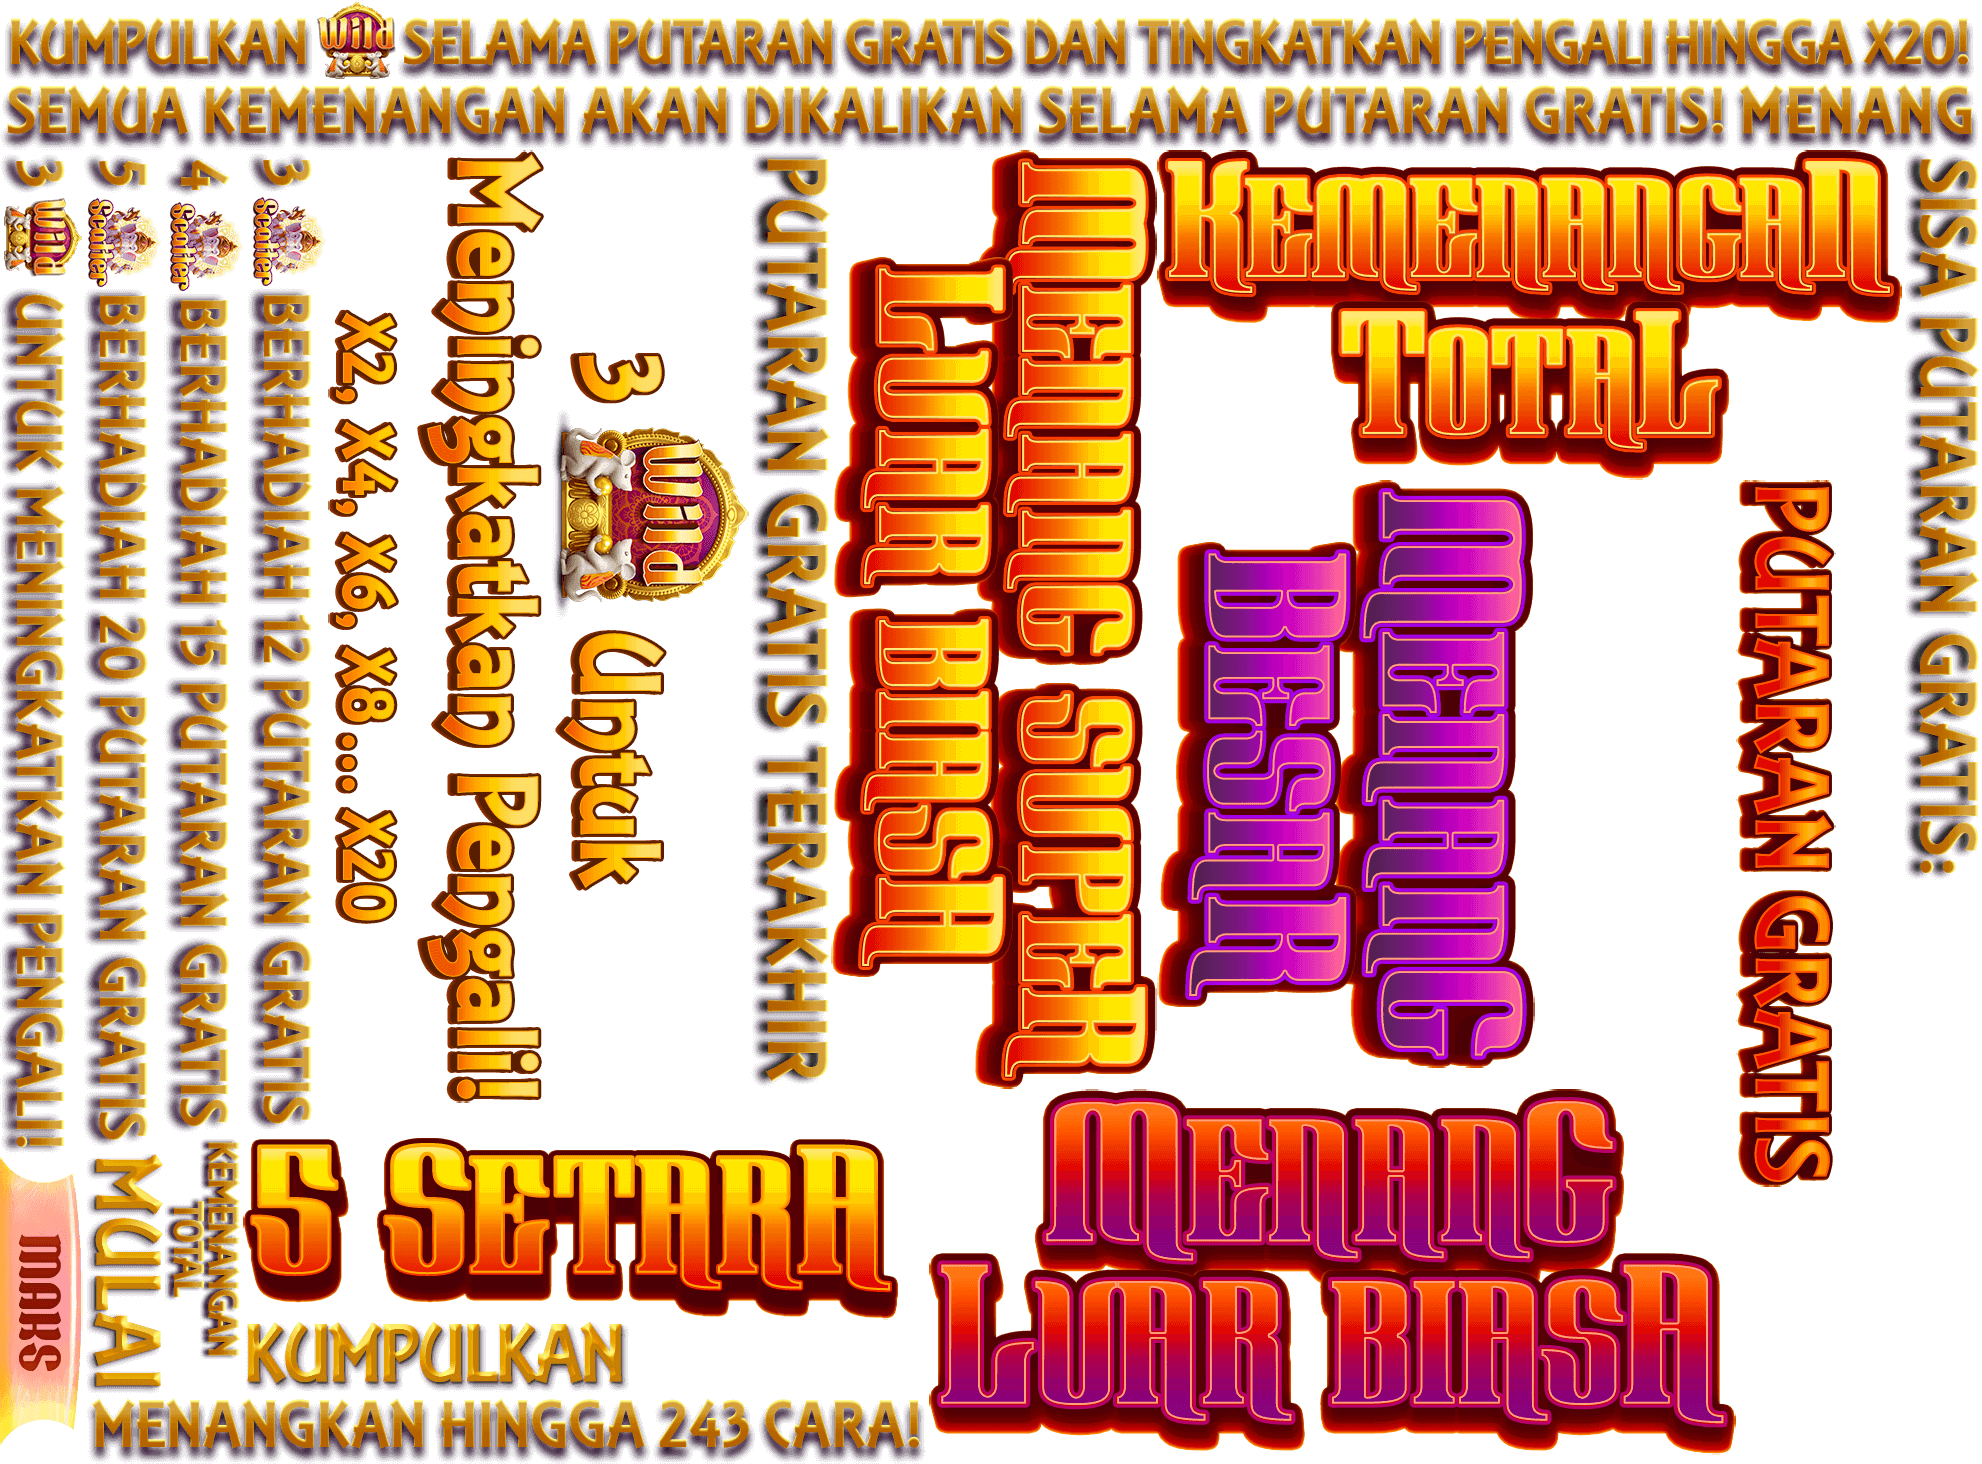 KUMPULKAN Wild SELAMA PUTARAN GRATIS DAN TINGKATKAN PENGALI HINGGA X20!
SEMUA KEMENANGAN AKAN DIKALIKAN SELAMA PUTARAN GRATIS! MENANG
3 Wild UNTUK MENINGKATKAN PENGALI!
5 Scatter BERHADIAH 20 PUTARAN GRATIS
4 Scatter BERHADIAH 15 PUTARAN GRATIS
3 Scatter BERHADIAH 12 PUTARAN GRATIS
3 Wild Untuk
Meningkatkan Pengali!
X2, X4, X6, X8.... X20
PUTARAN GRATIS TERAKHIR
MENANG SUPER
LUAR BIASA
KEMENANGAN
TOTAL
MENANG
BESAR
PUTARAN GRATIS
SISA PUTARAN GRATIS:
MAKS
MULAI
KEMENANGAN
TOTAL
5 SETARA
KUMPULKAN
MENANGKAN HINGGA 243 CARA!
MENANG
LUAR BIASA